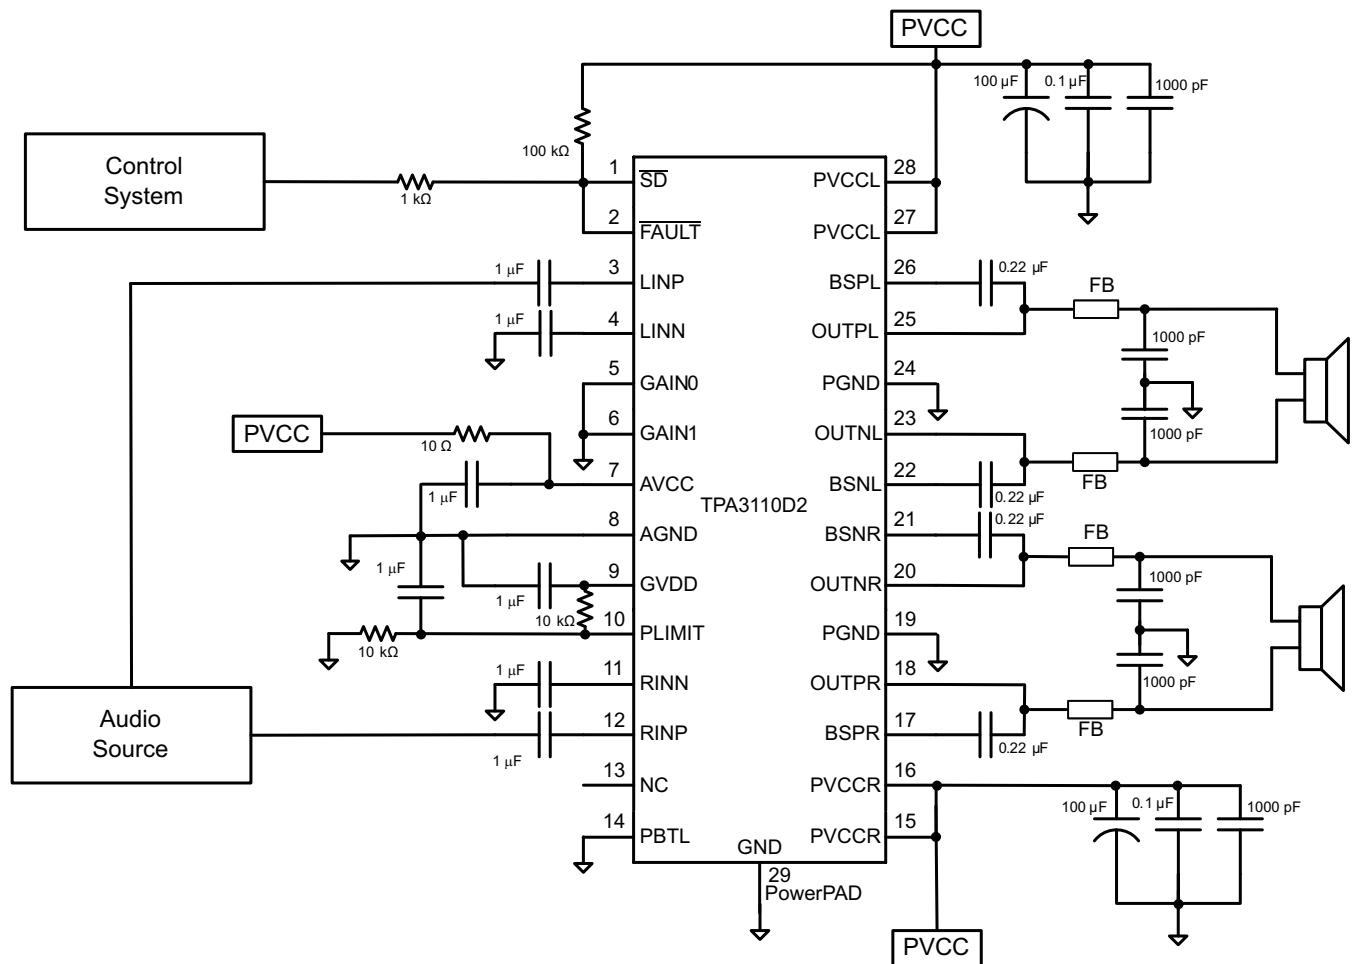 PVCC
100 µF
0.1 µF
1000 pF
Control
System
1 kΩ
100 kΩ
1
SD
2
FAULT
1 µF
3
LINP
1 µF
4
LINN
5
GAIN0
6
GAIN1
PVCC
10 Ω
1 µF
7
AVCC
8
AGND
1 µF
1 µF
9
GVDD
10 kΩ
10 kΩ
10
PLIMIT
1 µF
11
RINN
Audio
Source
1 µF
12
RINP
13
NC
14
PBTL
TPA3110D2
GND
29
PowerPAD
28
PVCCL
27
PVCCL
26
BSPL
0.22 µF
FB
25
OUTPL
1000 pF
24
PGND
23
OUTNL
1000 pF
22
BSNL
0.22 µF
FB
21
BSNR
0.22 µF
FB
20
OUTNR
1000 pF
19
PGND
18
OUTPR
1000 pF
17
BSPR
0.22 µF
FB
16
PVCCR
15
PVCCR
100 µF
0.1 µF
1000 pF
PVCC